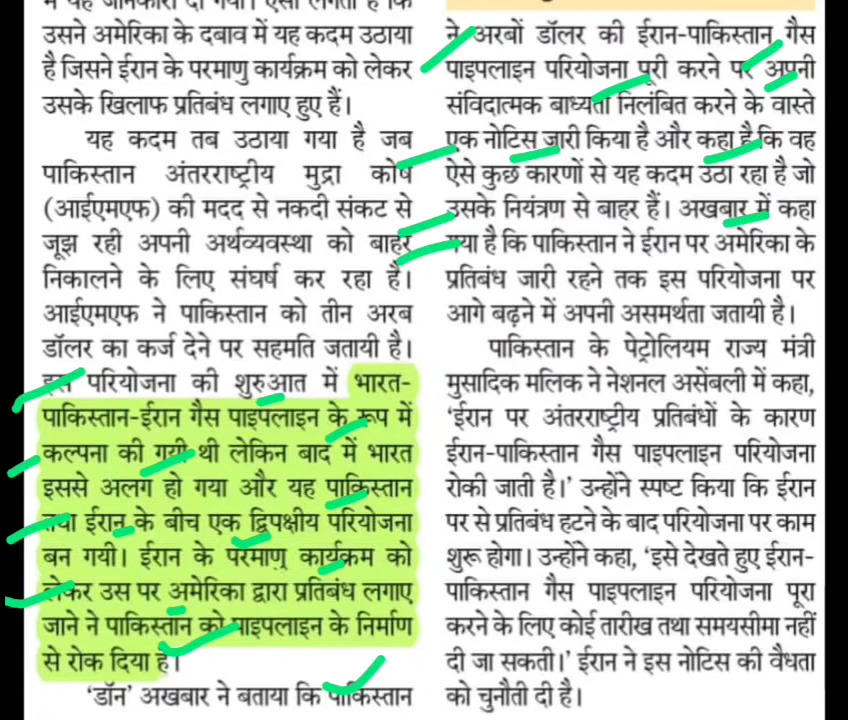 उसने अमेरिका के दबाव में यह कदम उठाया
है जिसने ईरान के परमाणु कार्यक्रम को लेकर
उसके खिलाफ प्रतिबंध लगाए हुए हैं।
यह कदम तब उठाया गया है जब
पाकिस्तान अंतरराष्ट्रीय मुद्रा कोष
(आईएमएफ) की मदद से नकदी संकट से
जूझ रही अपनी अर्थव्यवस्था को बाहर
निकालने के लिए संघर्ष कर रहा है।
आईएमएफ ने पाकिस्तान को तीन अरब
डॉलर का कर्ज देने पर सहमति जतायी है।
इस परियोजना की शुरुआत में भारत-
पाकिस्तान-ईरान गैस पाइपलाइन के रूप में
कल्पना की गयी थी लेकिन बाद में भारत
इससे अलग हो गया और यह पाकिस्तान
तथा ईरान के बीच एक द्विपक्षीय परियोजना
बन गयी। ईरान के परमाणु कार्यक्रम को
लेकर उस पर अमेरिका द्वारा प्रतिबंध लगाए
जाने ने पाकिस्तान को पाइपलाइन के निर्माण
से रोक दिया है।
'डॉन' अखबार ने बताया कि पाकिस्तान
ने अरबों डॉलर की ईरान-पाकिस्तान गैस
पाइपलाइन परियोजना पूरी करने पर अपनी
संविदात्मक बाध्यता निलंबित करने के वास्ते
एक नोटिस जारी किया है और कहा है कि वह
ऐसे कुछ कारणों से यह कदम उठा रहा है जो
उसके नियंत्रण से बाहर हैं। अखबार में कहा
गया है कि पाकिस्तान ने ईरान पर अमेरिका के
प्रतिबंध जारी रहने तक इस परियोजना पर
आगे बढ़ने में अपनी असमर्थता जतायी है।
पाकिस्तान के पेट्रोलियम राज्य मंत्री
मुसादिक मलिक ने नेशनल असेंबली में कहा,
'ईरान पर अंतरराष्ट्रीय प्रतिबंधों के कारण
ईरान-पाकिस्तान गैस पाइपलाइन परियोजना
रोकी जाती है।' उन्होंने स्पष्ट किया कि ईरान
पर से प्रतिबंध हटने के बाद परियोजना पर काम
शुरू होगा। उन्होंने कहा, 'इसे देखते हुए ईरान-
पाकिस्तान गैस पाइपलाइन परियोजना पूरा
करने के लिए कोई तारीख तथा समयसीमा नहीं
दी जा सकती।' ईरान ने इस नोटिस की वैधता
को चुनौती दी है।